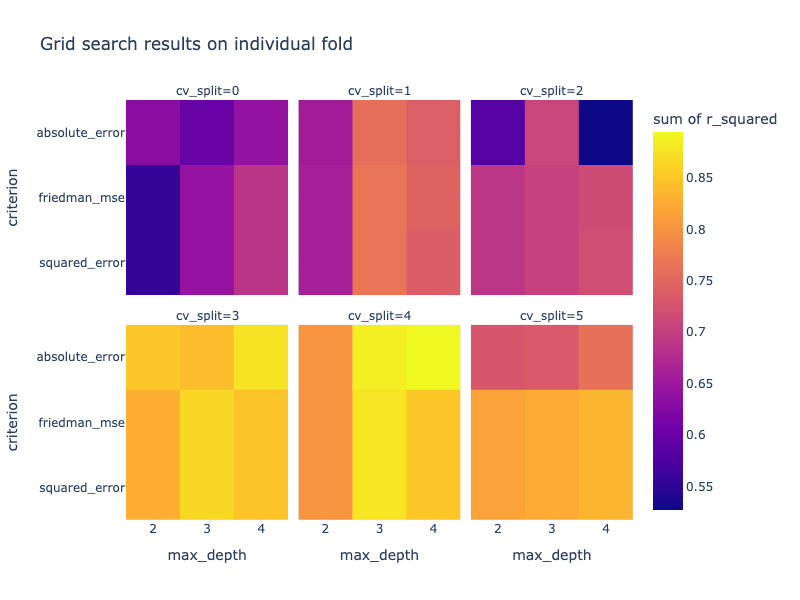 Grid search results on individual fold
cv_split=0
cv_split=1
cv_split=2
sum of r_squared
criterion
absolute_error
friedman_mse
squared_error
cv_split=3
cv_split=4
cv_split=5
criterion
absolute_error
friedman_mse
squared_error
2
3
4
2
3
4
2
3
4
max_depth
max_depth
max_depth
0.85
0.8
0.75
0.7
0.65
0.6
0.55